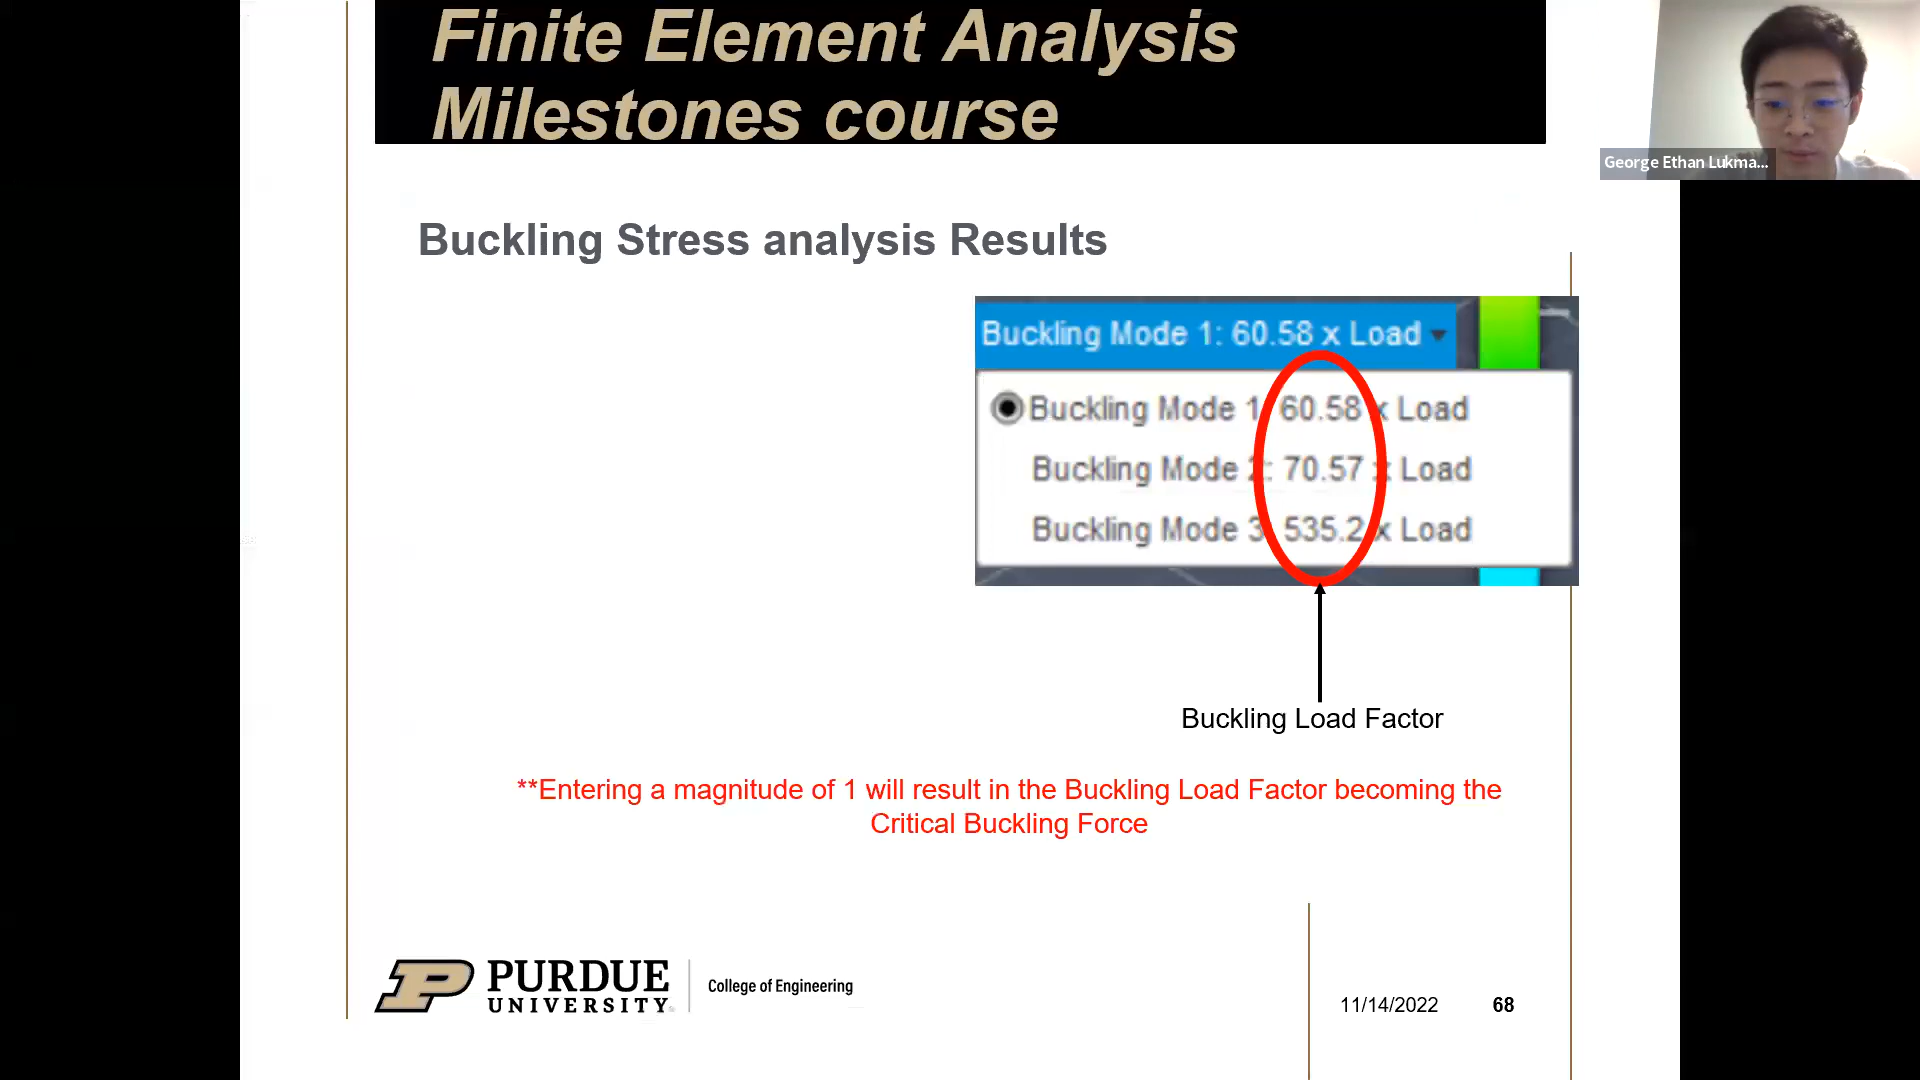 Finite Element Analysis
Milestones course
George Ethan Lukma...
Buckling Stress analysis Results
Buckling Mode 1: 60.58 x Load
Buckling Mode 1: 60.58 x Load
Buckling Mode 2: 70.57 x Load
Buckling Mode 3: 535.2 x Load
Buckling Load Factor
**Entering a magnitude of 1 will result in the Buckling Load Factor becoming the
Critical Buckling Force
PURDUE
UNIVERSITY
College of Engineering
11/14/2022 68